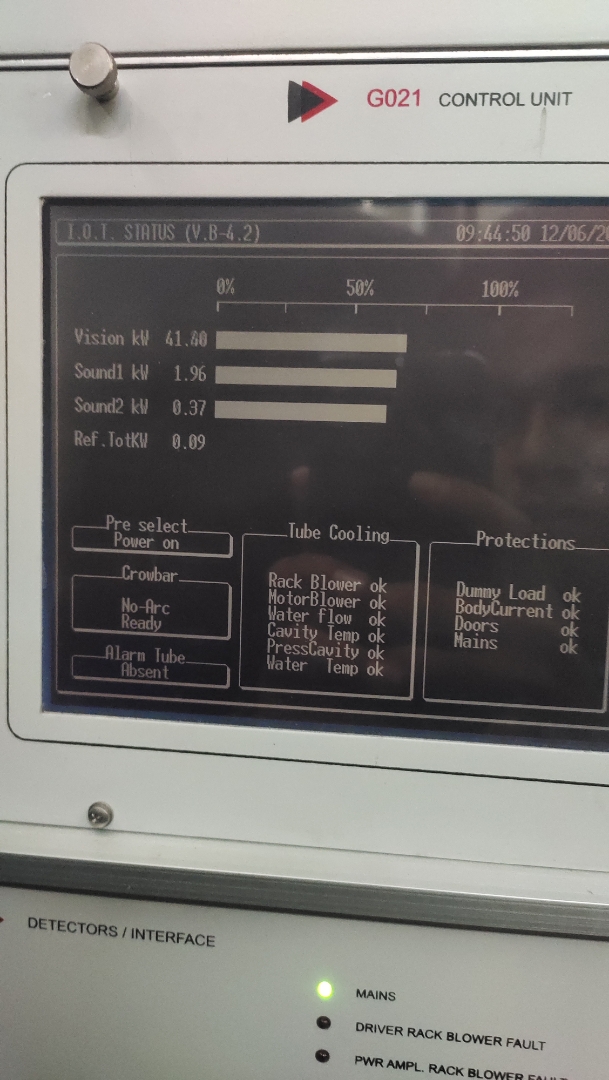 G021 CONTROL UNIT
I.O.T. STATUS (V.B-4.2) 09:44:50 12/06/20
0% 50% 100%
Vision kW 41.80
Sound1 kW 1.96
Sound2 kW 0.37
Ref.TotKW 0.09
Pre select
Power on
Crowbar
No-Arc
Ready
Alarm Tube
Absent
Tube Cooling
Rack Blower ok
MotorBlower ok
Water flow ok
Cavity Temp ok
PressCavity ok
Water Temp ok
Protections
Dummy Load ok
BodyCurrent ok
Doors ok
Mains ok
DETECTORS / INTERFACE
MAINS
DRIVER RACK BLOWER FAULT
PWR AMPL. RACK BLOWER FAULT